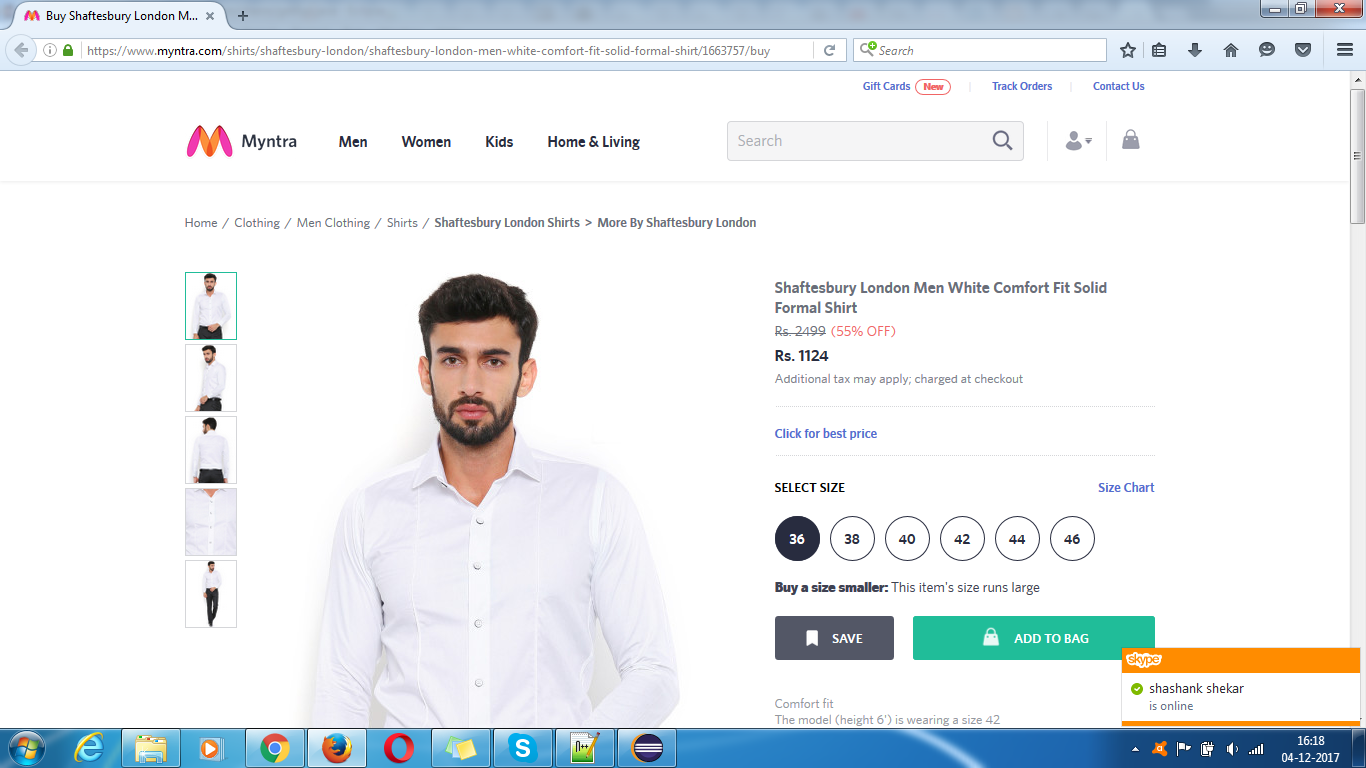 Buy Shaftesbury London M...
https://www.myntra.com/shirts/shaftesbury-london/shaftesbury-london-men-white-comfort-fit-solid-formal-shirt/1663757/buy
Search
Gift Cards New Track Orders Contact Us
Myntra Men Women Kids Home & Living Search
Home / Clothing / Men Clothing / Shirts / Shaftesbury London Shirts > More By Shaftesbury London
Shaftesbury London Men White Comfort Fit Solid
Formal Shirt
Rs. 2499 (55% OFF)
Rs. 1124
Additional tax may apply; charged at checkout
Click for best price
SELECT SIZE Size Chart
36 38 40 42 44 46
Buy a size smaller: This item's size runs large
SAVE ADD TO BAG
skype
shashank shekar
is online
Comfort fit
The model (height 6') is wearing a size 42
n++
16:18
04-12-2017